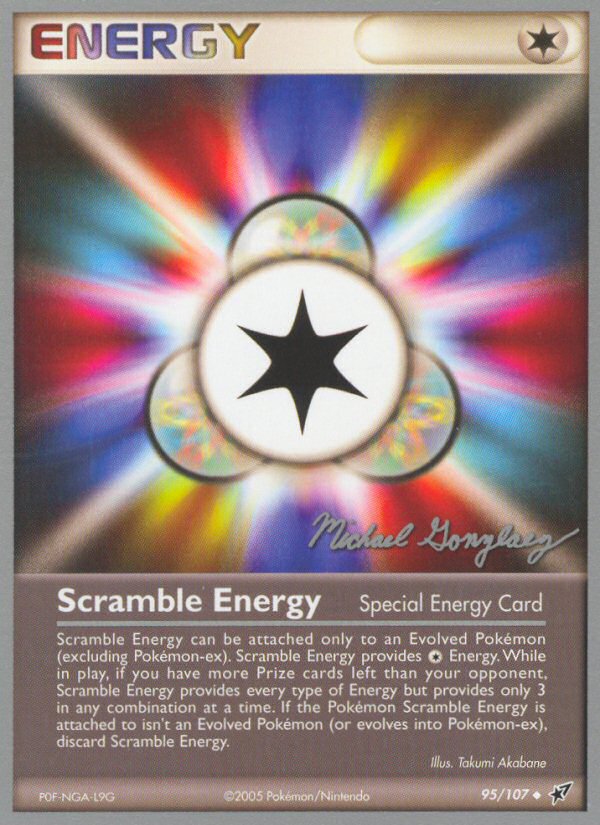 ENERGY
Michael Gonzalez
Scramble Energy Special Energy Card
Scramble Energy can be attached only to an Evolved Pokémon
(excluding Pokémon-ex). Scramble Energy provides Energy. While
in play, if you have more Prize cards left than your opponent,
Scramble Energy provides every type of Energy but provides only 3
in any combination at a time. If the Pokémon Scramble Energy is
attached to isn't an Evolved Pokémon (or evolves into Pokémon-ex),
discard Scramble Energy.
Illus. Takumi Akabane
P0F-NGA-L9G ©2005 Pokémon/Nintendo 95/107